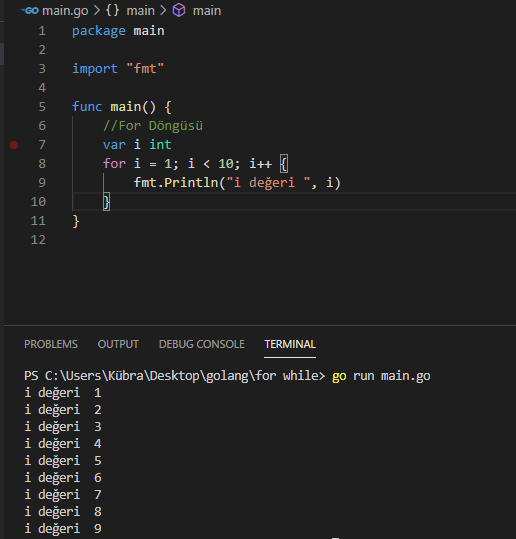 GO main.go > {} main > main
1 package main
2
3 import "fmt"
4
5 func main() {
6 //For Döngüsü
7 var i int
8 for i = 1; i < 10; i++ {
9 fmt.Println("i değeri ", i)
10 }
11 }
12
PROBLEMS OUTPUT DEBUG CONSOLE TERMINAL
PS C:\Users\Kübra\Desktop\golang\for while> go run main.go
i değeri  1
i değeri  2
i değeri  3
i değeri  4
i değeri  5
i değeri  6
i değeri  7
i değeri  8
i değeri  9